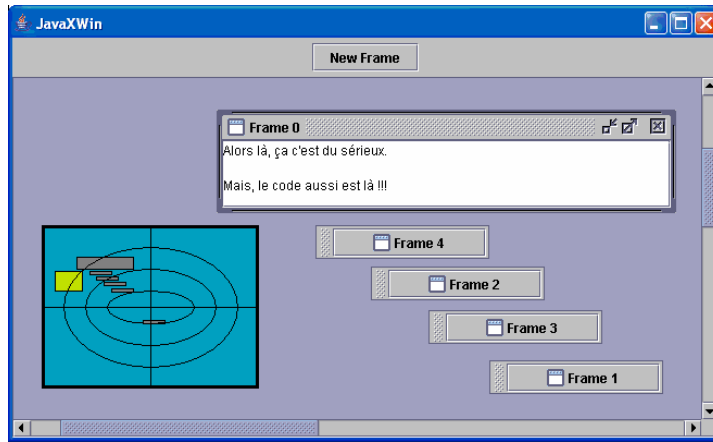 JavaXWin
New Frame
Frame 0
Alors là, ça c'est du sérieux.
Mais, le code aussi est là !!!
Frame 4
Frame 2
Frame 3
Frame 1